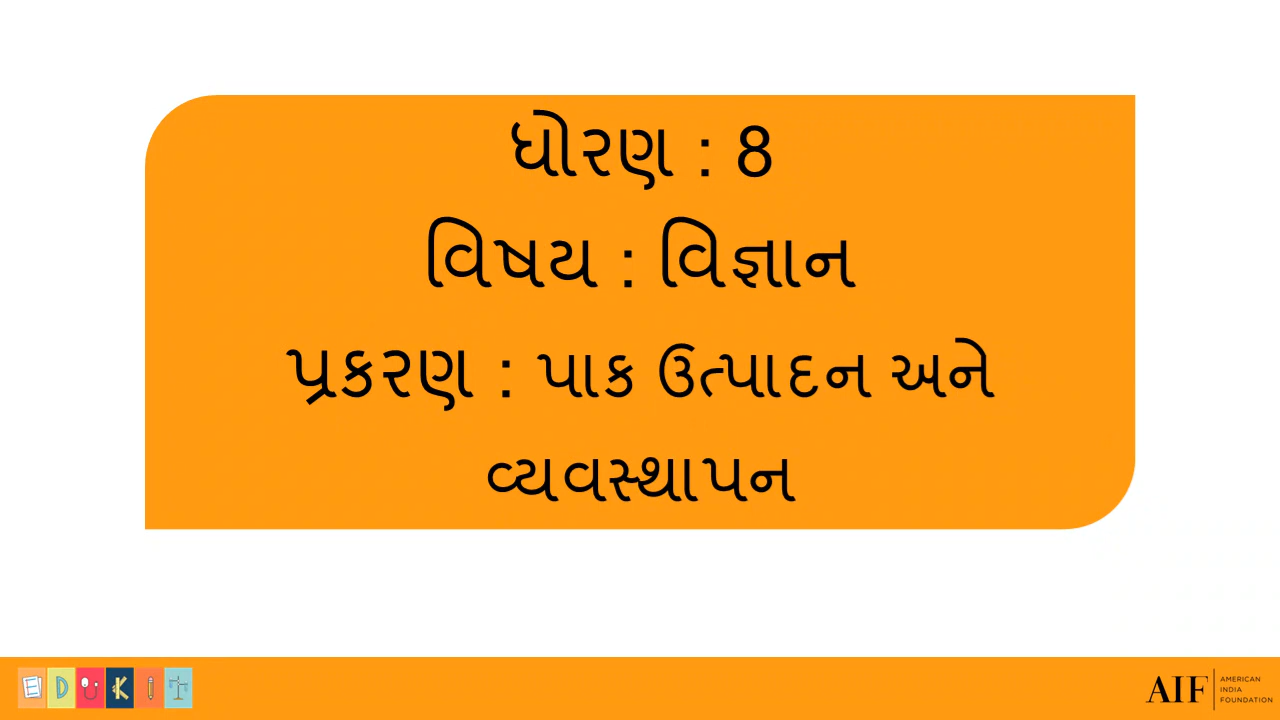 ધોરણ : 8
વિષય : વિજ્ઞાન
પ્રકરણ : પાક ઉત્પાદન અને
વ્યવસ્થાપન
EDUKIT
AIF
AMERICAN
INDIA
FOUNDATION